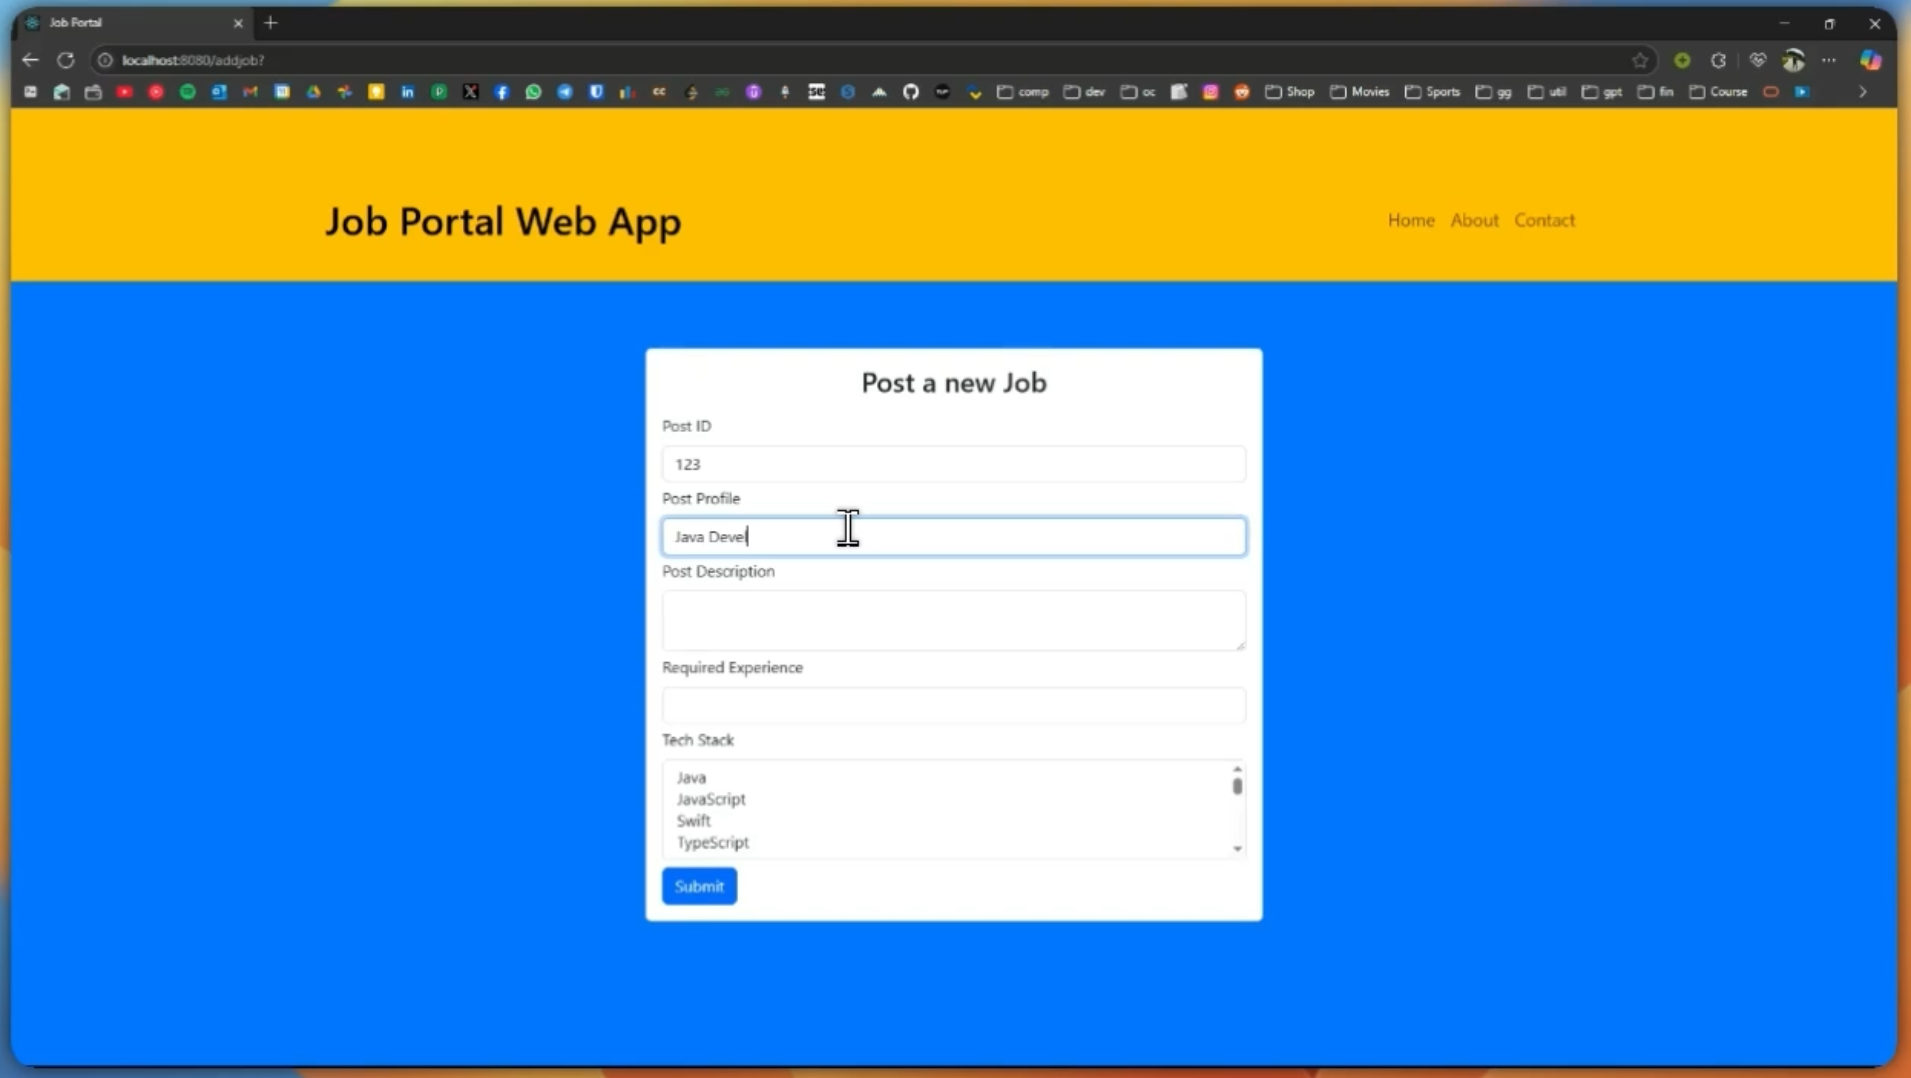 Job Portal
localhost:8080/addjob?
comp dev oc Shop Movies Sports gg util gpt fin Course
Job Portal Web App
Home About Contact
Post a new Job
Post ID
123
Post Profile
Java Devel
Post Description
Required Experience
Tech Stack
Java
JavaScript
Swift
TypeScript
Submit